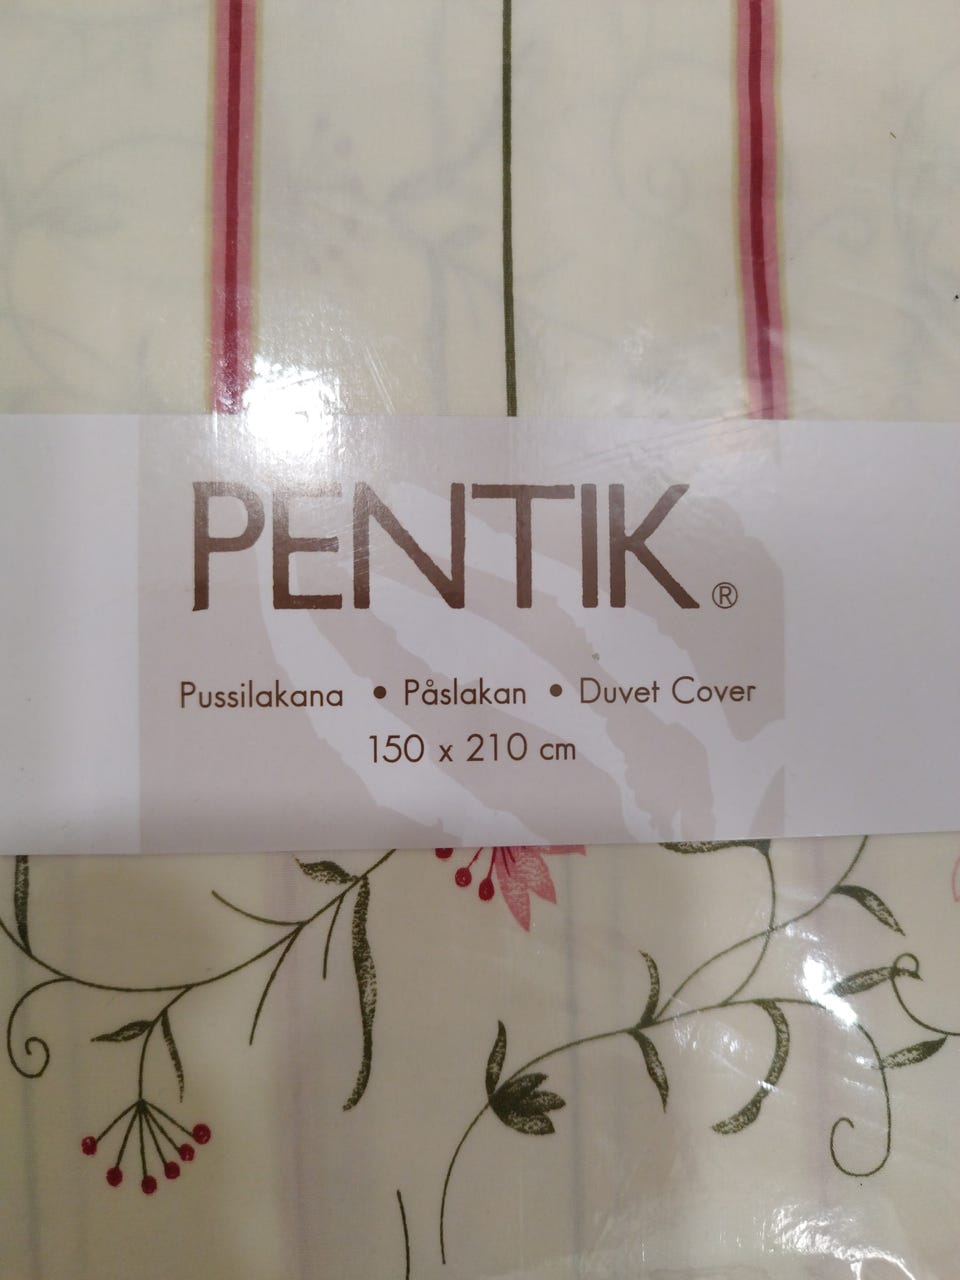 PENTIK®
Pussilakana • Påslakan • Duvet Cover
150 x 210 cm